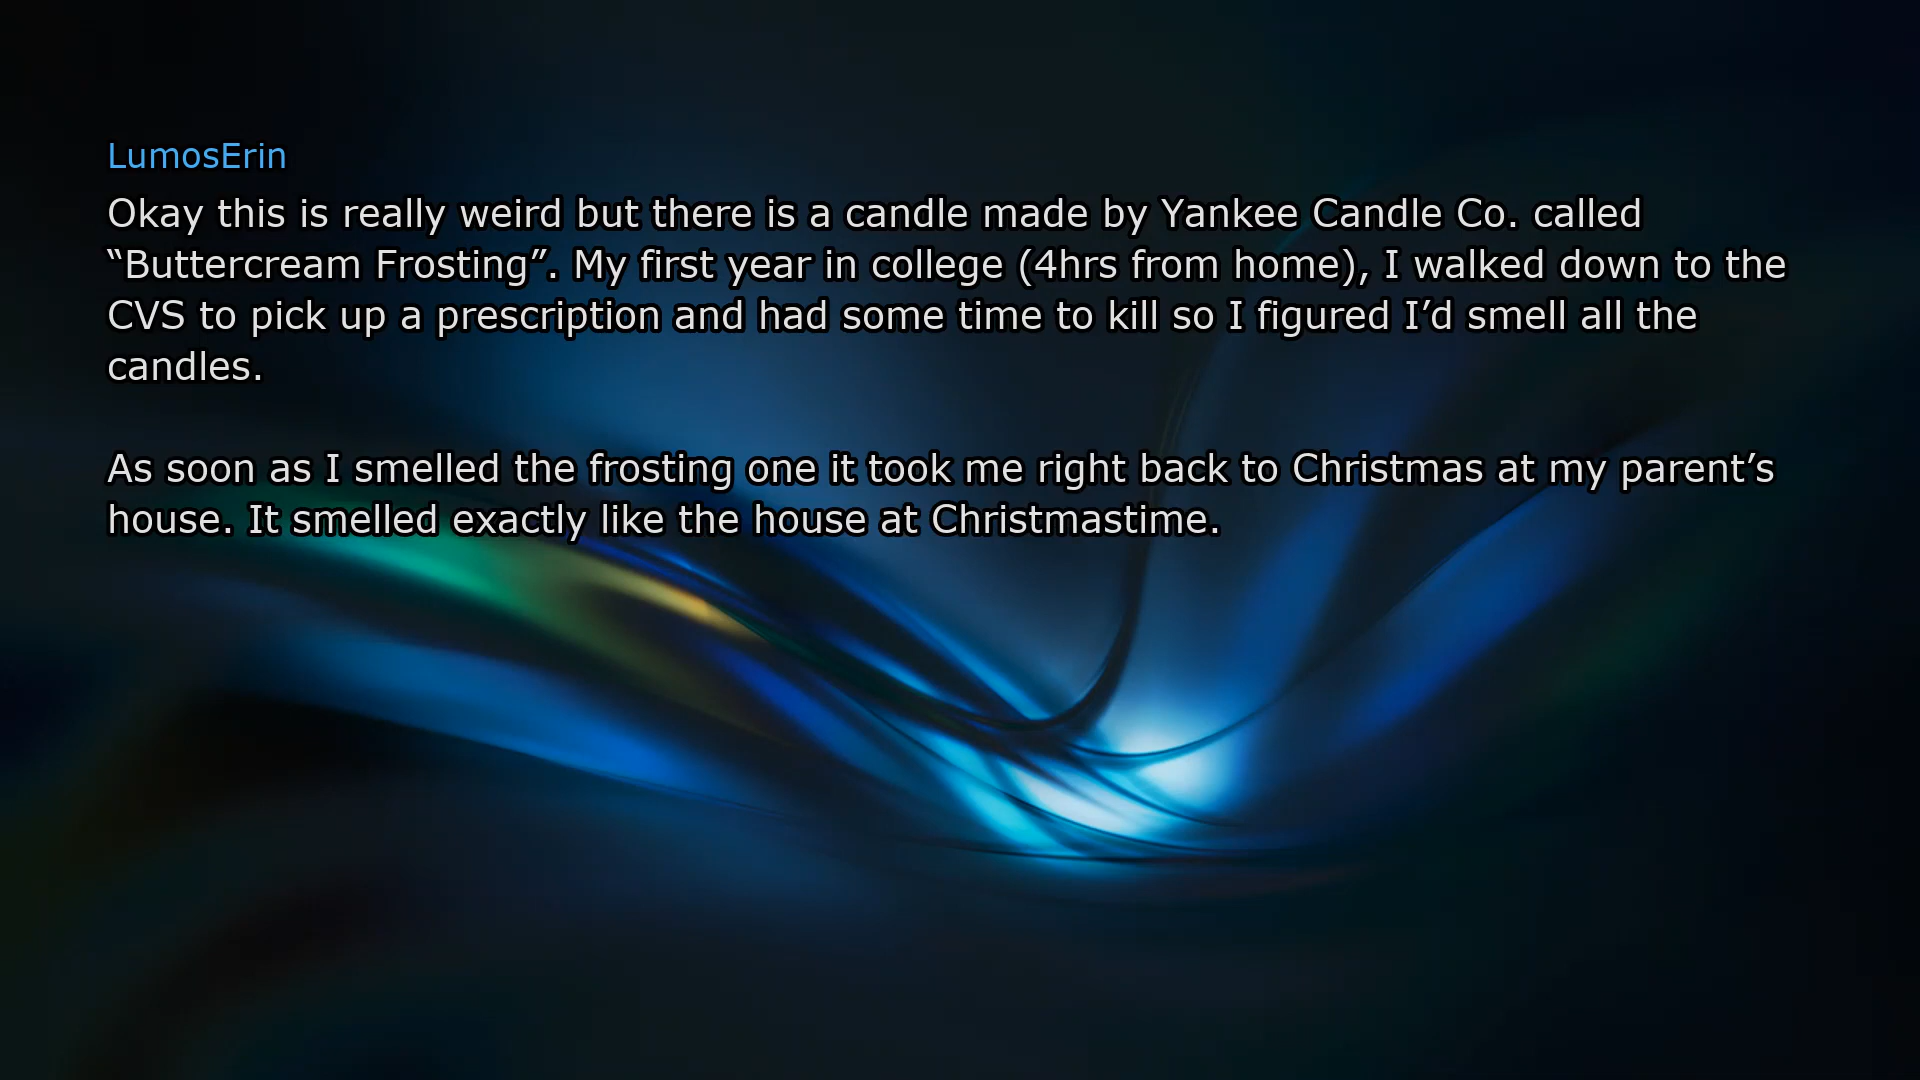 LumosErin
Okay this is really weird but there is a candle made by Yankee Candle Co. called
“Buttercream Frosting”. My first year in college (4hrs from home), I walked down to the
CVS to pick up a prescription and had some time to kill so I figured I’d smell all the
candles.
As soon as I smelled the frosting one it took me right back to Christmas at my parent’s
house. It smelled exactly like the house at Christmastime.